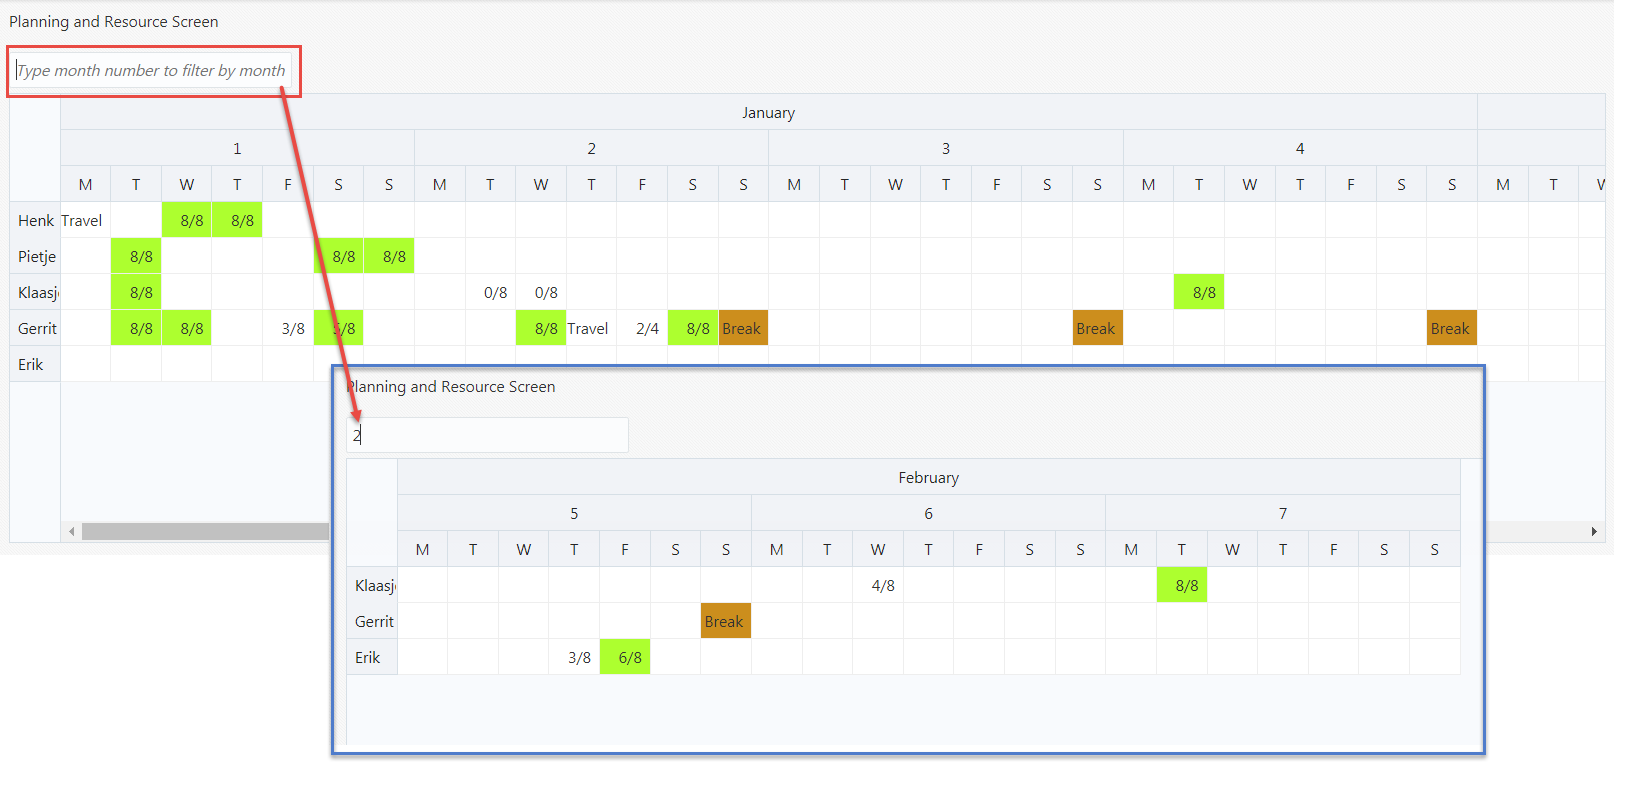 Planning and Resource Screen
Type month number to filter by month
January
1 2 3 4
M T W T F S S M T W T F S S M T W T F S S M T W T F S S M T W
Henk Travel 8/8 8/8
Pietje 8/8 8/8 8/8
Klaasj 8/8 0/8 0/8 8/8
Gerrit 8/8 8/8 3/8 5/8 8/8 Travel 2/4 8/8 Break Break Break
Erik
Planning and Resource Screen
2
February
5 6 7
M T W T F S S M T W T F S S M T W T F S S
Klaasj 4/8 8/8
Gerrit Break
Erik 3/8 6/8